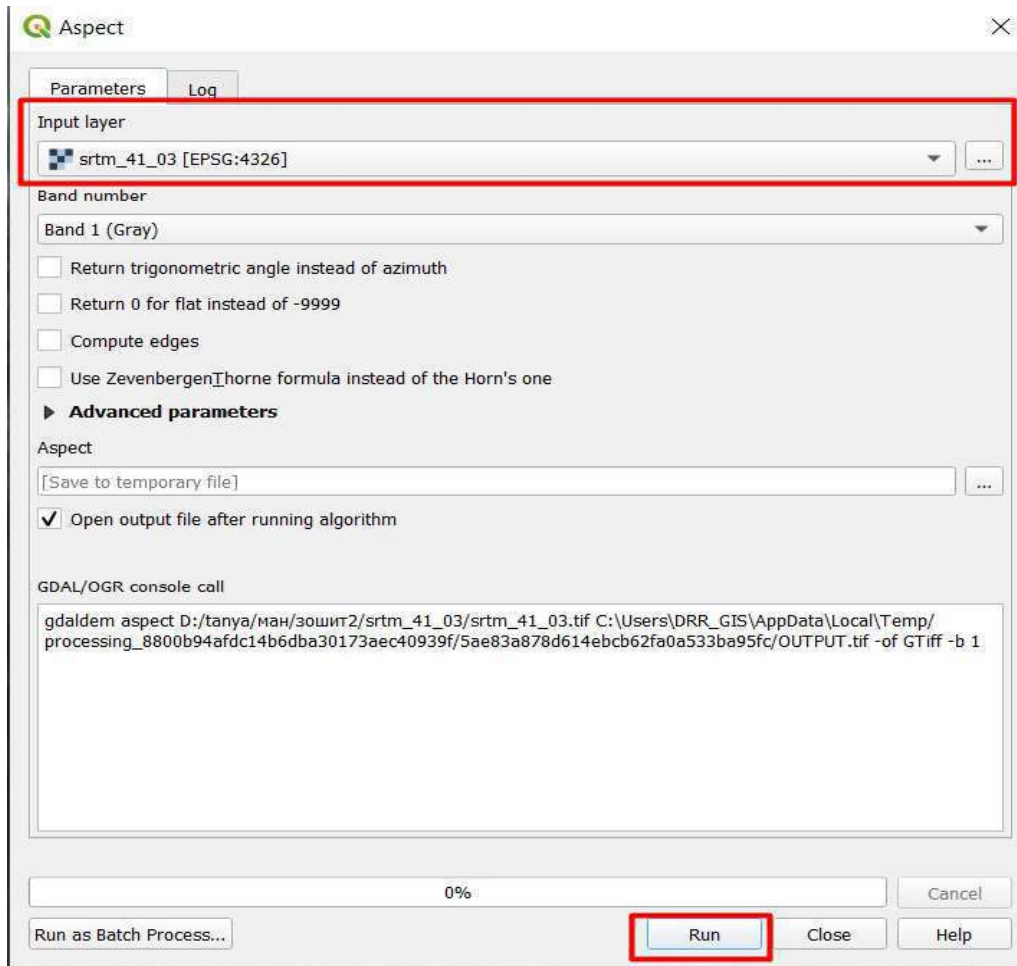 Aspect
Parameters
Log
Input layer
srtm_41_03 [EPSG:4326]
...
Band number
Band 1 (Gray)
Return trigonometric angle instead of azimuth
Return 0 for flat instead of -9999
Compute edges
Use ZevenbergenThorne formula instead of the Horn's one
Advanced parameters
Aspect
[Save to temporary file]
...
Open output file after running algorithm
GDAL/OGR console call
gdaldem aspect D:/tanya/ман/зошит2/srtm_41_03/srtm_41_03.tif C:\Users\DRR_GIS\AppData\Local\Temp/
processing_8800b94afdc14b6dba30173aec40939f/5ae83a878d614ebcb62fa0a533ba95fc/OUTPUT.tif -of GTiff -b 1
0%
Cancel
Run as Batch Process...
Run
Close
Help